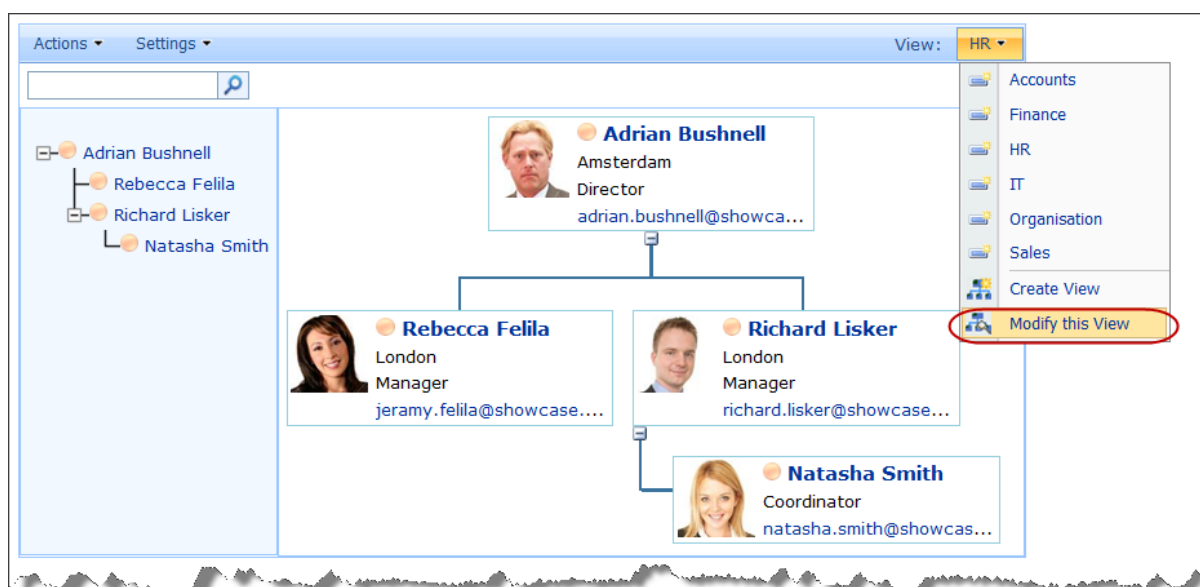 Actions Settings View: HR
Accounts
Finance
HR
IT
Organisation
Sales
Create View
Modify this View
Adrian Bushnell
Rebecca Felila
Richard Lisker
Natasha Smith
Adrian Bushnell
Amsterdam
Director
adrian.bushnell@showca...
Rebecca Felila
London
Manager
jeramy.felila@showcase....
Richard Lisker
London
Manager
richard.lisker@showcase...
Natasha Smith
Coordinator
natasha.smith@showcas...